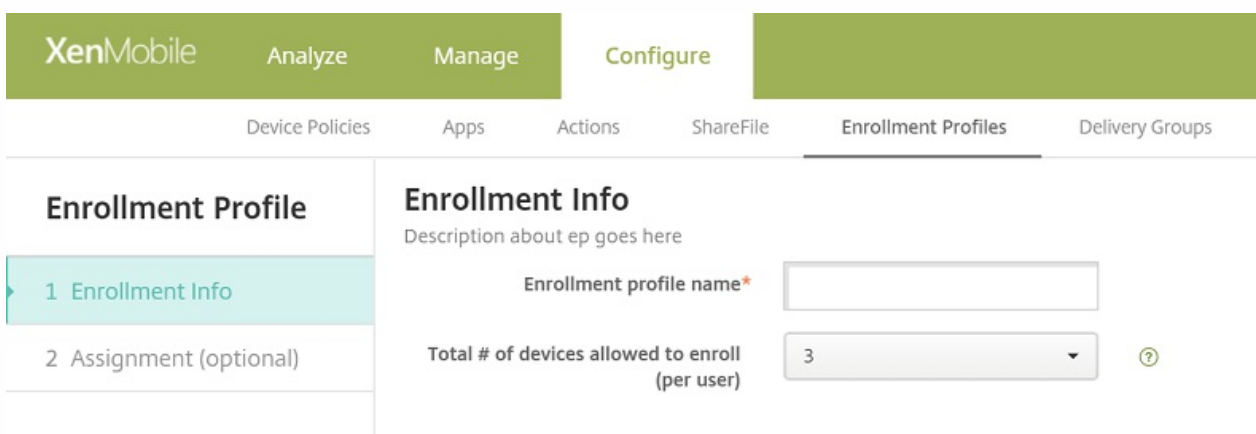 XenMobile Analyze Manage Configure
Device Policies Apps Actions ShareFile Enrollment Profiles Delivery Groups
Enrollment Profile
1 Enrollment Info
2 Assignment (optional)
Enrollment Info
Description about ep goes here
Enrollment profile name*
Total # of devices allowed to enroll
(per user)
3
?